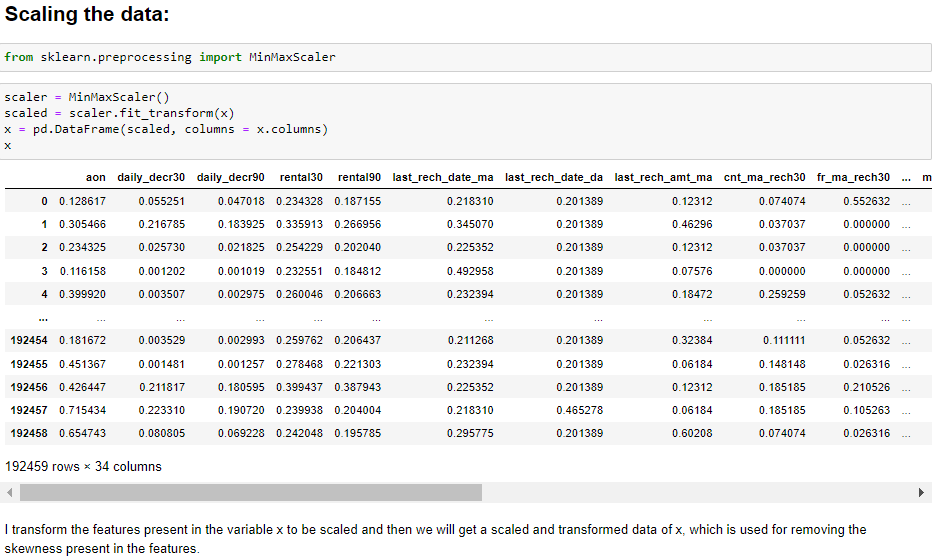 Scaling the data:
from sklearn.preprocessing import MinMaxScaler
scaler = MinMaxScaler()
scaled = scaler.fit_transform(x)
x = pd.DataFrame(scaled, columns = x.columns)
x
aon daily_decr30 daily_decr90 rental30 rental90 last_rech_date_ma last_rech_date_da last_rech_amt_ma cnt_ma_rech30 fr_ma_rech30 ... m
0 0.128617 0.055251 0.047018 0.234328 0.187155 0.218310 0.201389 0.12312 0.074074 0.552632 ...
1 0.305466 0.216785 0.183925 0.335913 0.266956 0.345070 0.201389 0.46296 0.037037 0.000000 ...
2 0.234325 0.025730 0.021825 0.254229 0.202040 0.225352 0.201389 0.12312 0.037037 0.000000 ...
3 0.116158 0.001202 0.001019 0.232551 0.184812 0.492958 0.201389 0.07576 0.000000 0.000000 ...
4 0.399920 0.003507 0.002975 0.260046 0.206663 0.232394 0.201389 0.18472 0.259259 0.052632 ...
... ... ... ... ... ... ... ... ... ... ... ...
192454 0.181672 0.003529 0.002993 0.259762 0.206437 0.211268 0.201389 0.32384 0.111111 0.052632 ...
192455 0.451367 0.001481 0.001257 0.278468 0.221303 0.232394 0.201389 0.06184 0.148148 0.026316 ...
192456 0.426447 0.211817 0.180595 0.399437 0.387943 0.225352 0.201389 0.12312 0.185185 0.210526 ...
192457 0.715434 0.223310 0.190720 0.239938 0.204004 0.218310 0.465278 0.06184 0.185185 0.105263 ...
192458 0.654743 0.080805 0.069228 0.242048 0.195785 0.295775 0.201389 0.60208 0.074074 0.026316 ...
192459 rows × 34 columns
I transform the features present in the variable x to be scaled and then we will get a scaled and transformed data of x, which is used for removing the
skewness present in the features.